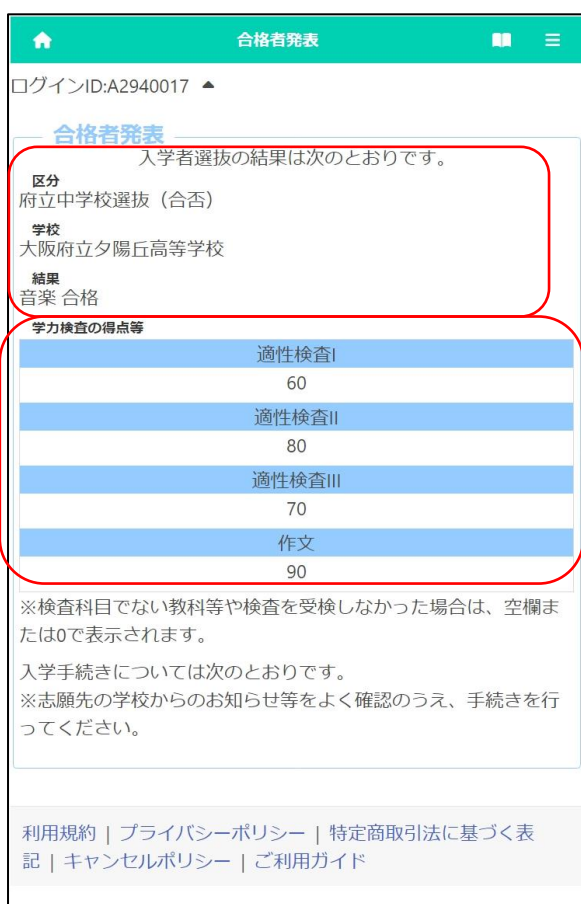 合格者発表
ログインID:A2940017 ▲
合格者発表
入学者選抜の結果は次のとおりです。
区分
府立中学校選抜（合否）
学校
大阪府立夕陽丘高等学校
結果
音楽 合格
学力検査の得点等
適性検査I
60
適性検査II
80
適性検査III
70
作文
90
※検査科目でない教科等や検査を受検しなかった場合は、空欄ま
たは0で表示されます。
入学手続きについては次のとおりです。
※志願先の学校からのお知らせ等をよく確認のうえ、手続きを行
ってください。
利用規約 | プライバシーポリシー | 特定商取引法に基づく表
記 | キャンセルポリシー | ご利用ガイド